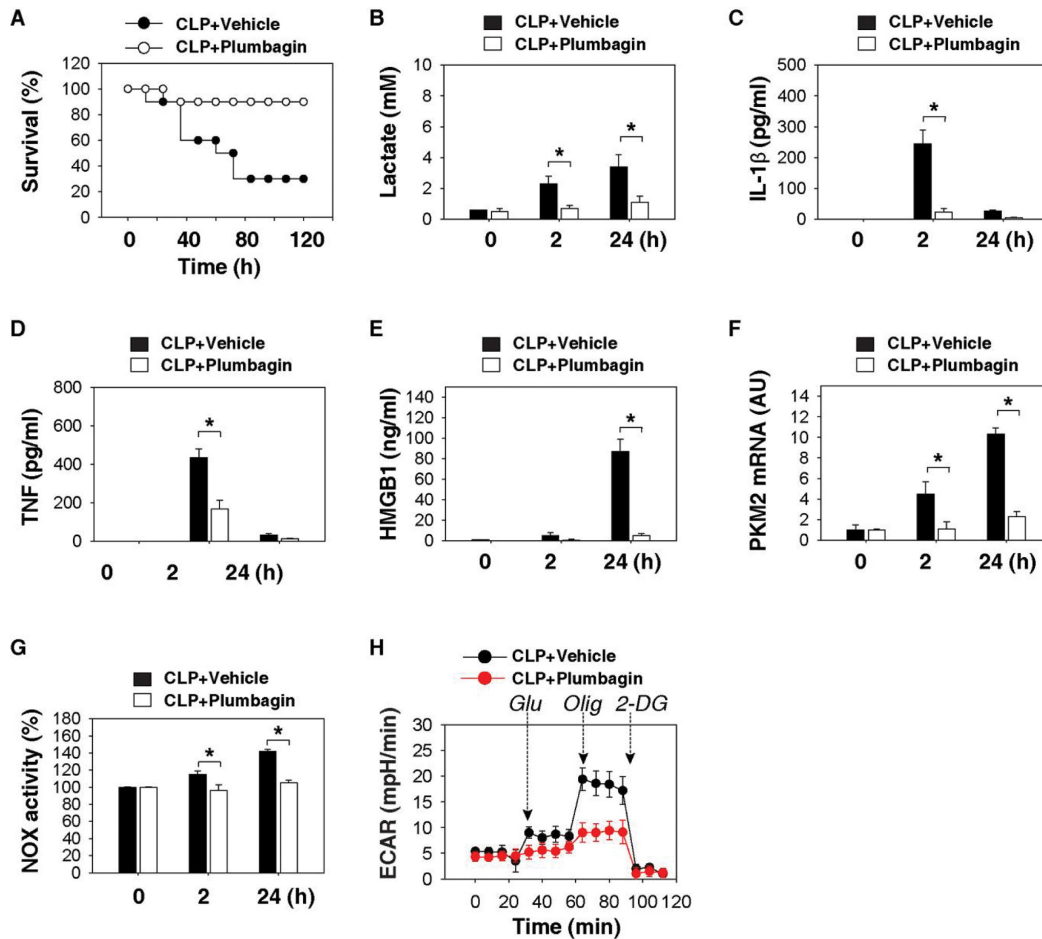 A
CLP+Vehicle
CLP+Plumbagin
Survival (%)
120
100
80
60
40
20
0
0 40 80 120
Time (h)
B
CLP+Vehicle
CLP+Plumbagin
Lactate (mM)
10
8
6
4
2
0
*
*
0 2 24 (h)
C
CLP+Vehicle
CLP+Plumbagin
IL-1β (pg/ml)
500
400
300
200
100
0
*
0 2 24 (h)
D
CLP+Vehicle
CLP+Plumbagin
TNF (pg/ml)
800
600
400
200
0
*
0 2 24 (h)
E
CLP+Vehicle
CLP+Plumbagin
HMGB1 (ng/ml)
140
120
100
80
60
40
20
0
*
0 2 24 (h)
F
CLP+Vehicle
CLP+Plumbagin
PKM2 mRNA (AU)
14
12
10
8
6
4
2
0
*
*
0 2 24 (h)
G
CLP+Vehicle
CLP+Plumbagin
NOX activity (%)
180
160
140
120
100
80
60
40
20
0
*
*
0 2 24 (h)
H
CLP+Vehicle
CLP+Plumbagin
Glu Olig 2-DG
ECAR (mpH/min)
30
25
20
15
10
5
0
0 20 40 60 80 100 120
Time (min)